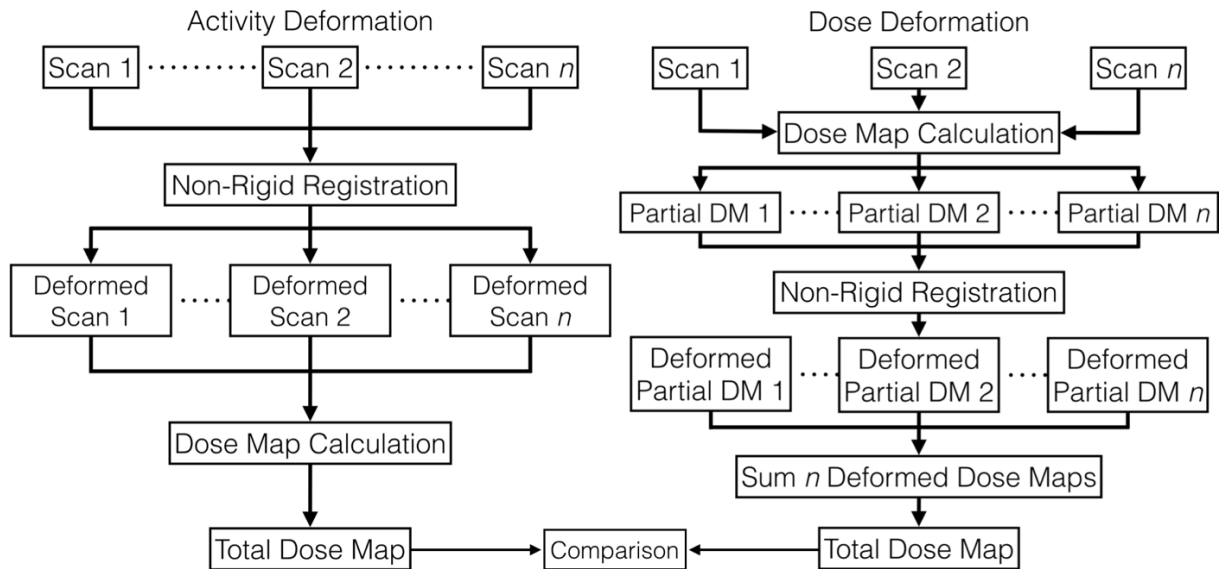 Activity Deformation
Scan 1
Scan 2
Scan n
Non-Rigid Registration
Deformed
Scan 1
Deformed
Scan 2
Deformed
Scan n
Dose Map Calculation
Total Dose Map
Comparison
Dose Deformation
Scan 1
Scan 2
Scan n
Dose Map Calculation
Partial DM 1
Partial DM 2
Partial DM n
Non-Rigid Registration
Deformed
Partial DM 1
Deformed
Partial DM 2
Deformed
Partial DM n
Sum n Deformed Dose Maps
Total Dose Map